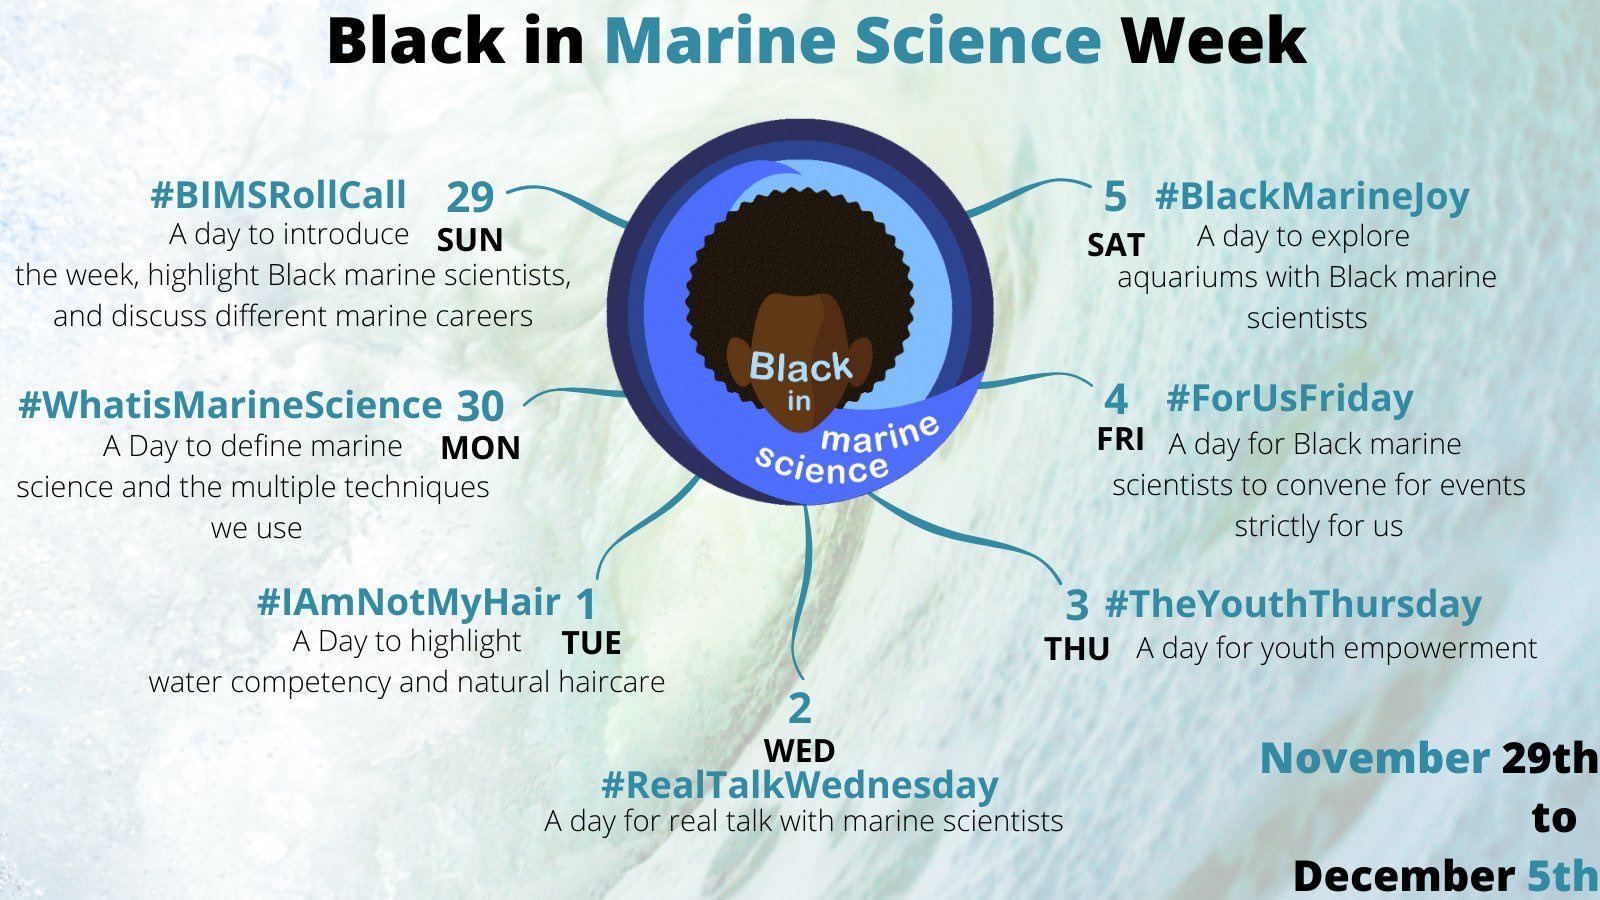 Black in Marine Science Week
#BIMSRollCall 29
SUN
A day to introduce
the week, highlight Black marine scientists,
and discuss different marine careers
#WhatisMarineScience 30
MON
A Day to define marine
science and the multiple techniques
we use
#IAmNotMyHair 1
TUE
A Day to highlight
water competency and natural haircare
2
WED
#RealTalkWednesday
A day for real talk with marine scientists
3 #TheYouthThursday
THU
A day for youth empowerment
4 #ForUsFriday
FRI
A day for Black marine
scientists to convene for events
strictly for us
5 #BlackMarineJoy
SAT
A day to explore
aquariums with Black marine
scientists
Black
in
marine
science
November 29th
to
December 5th